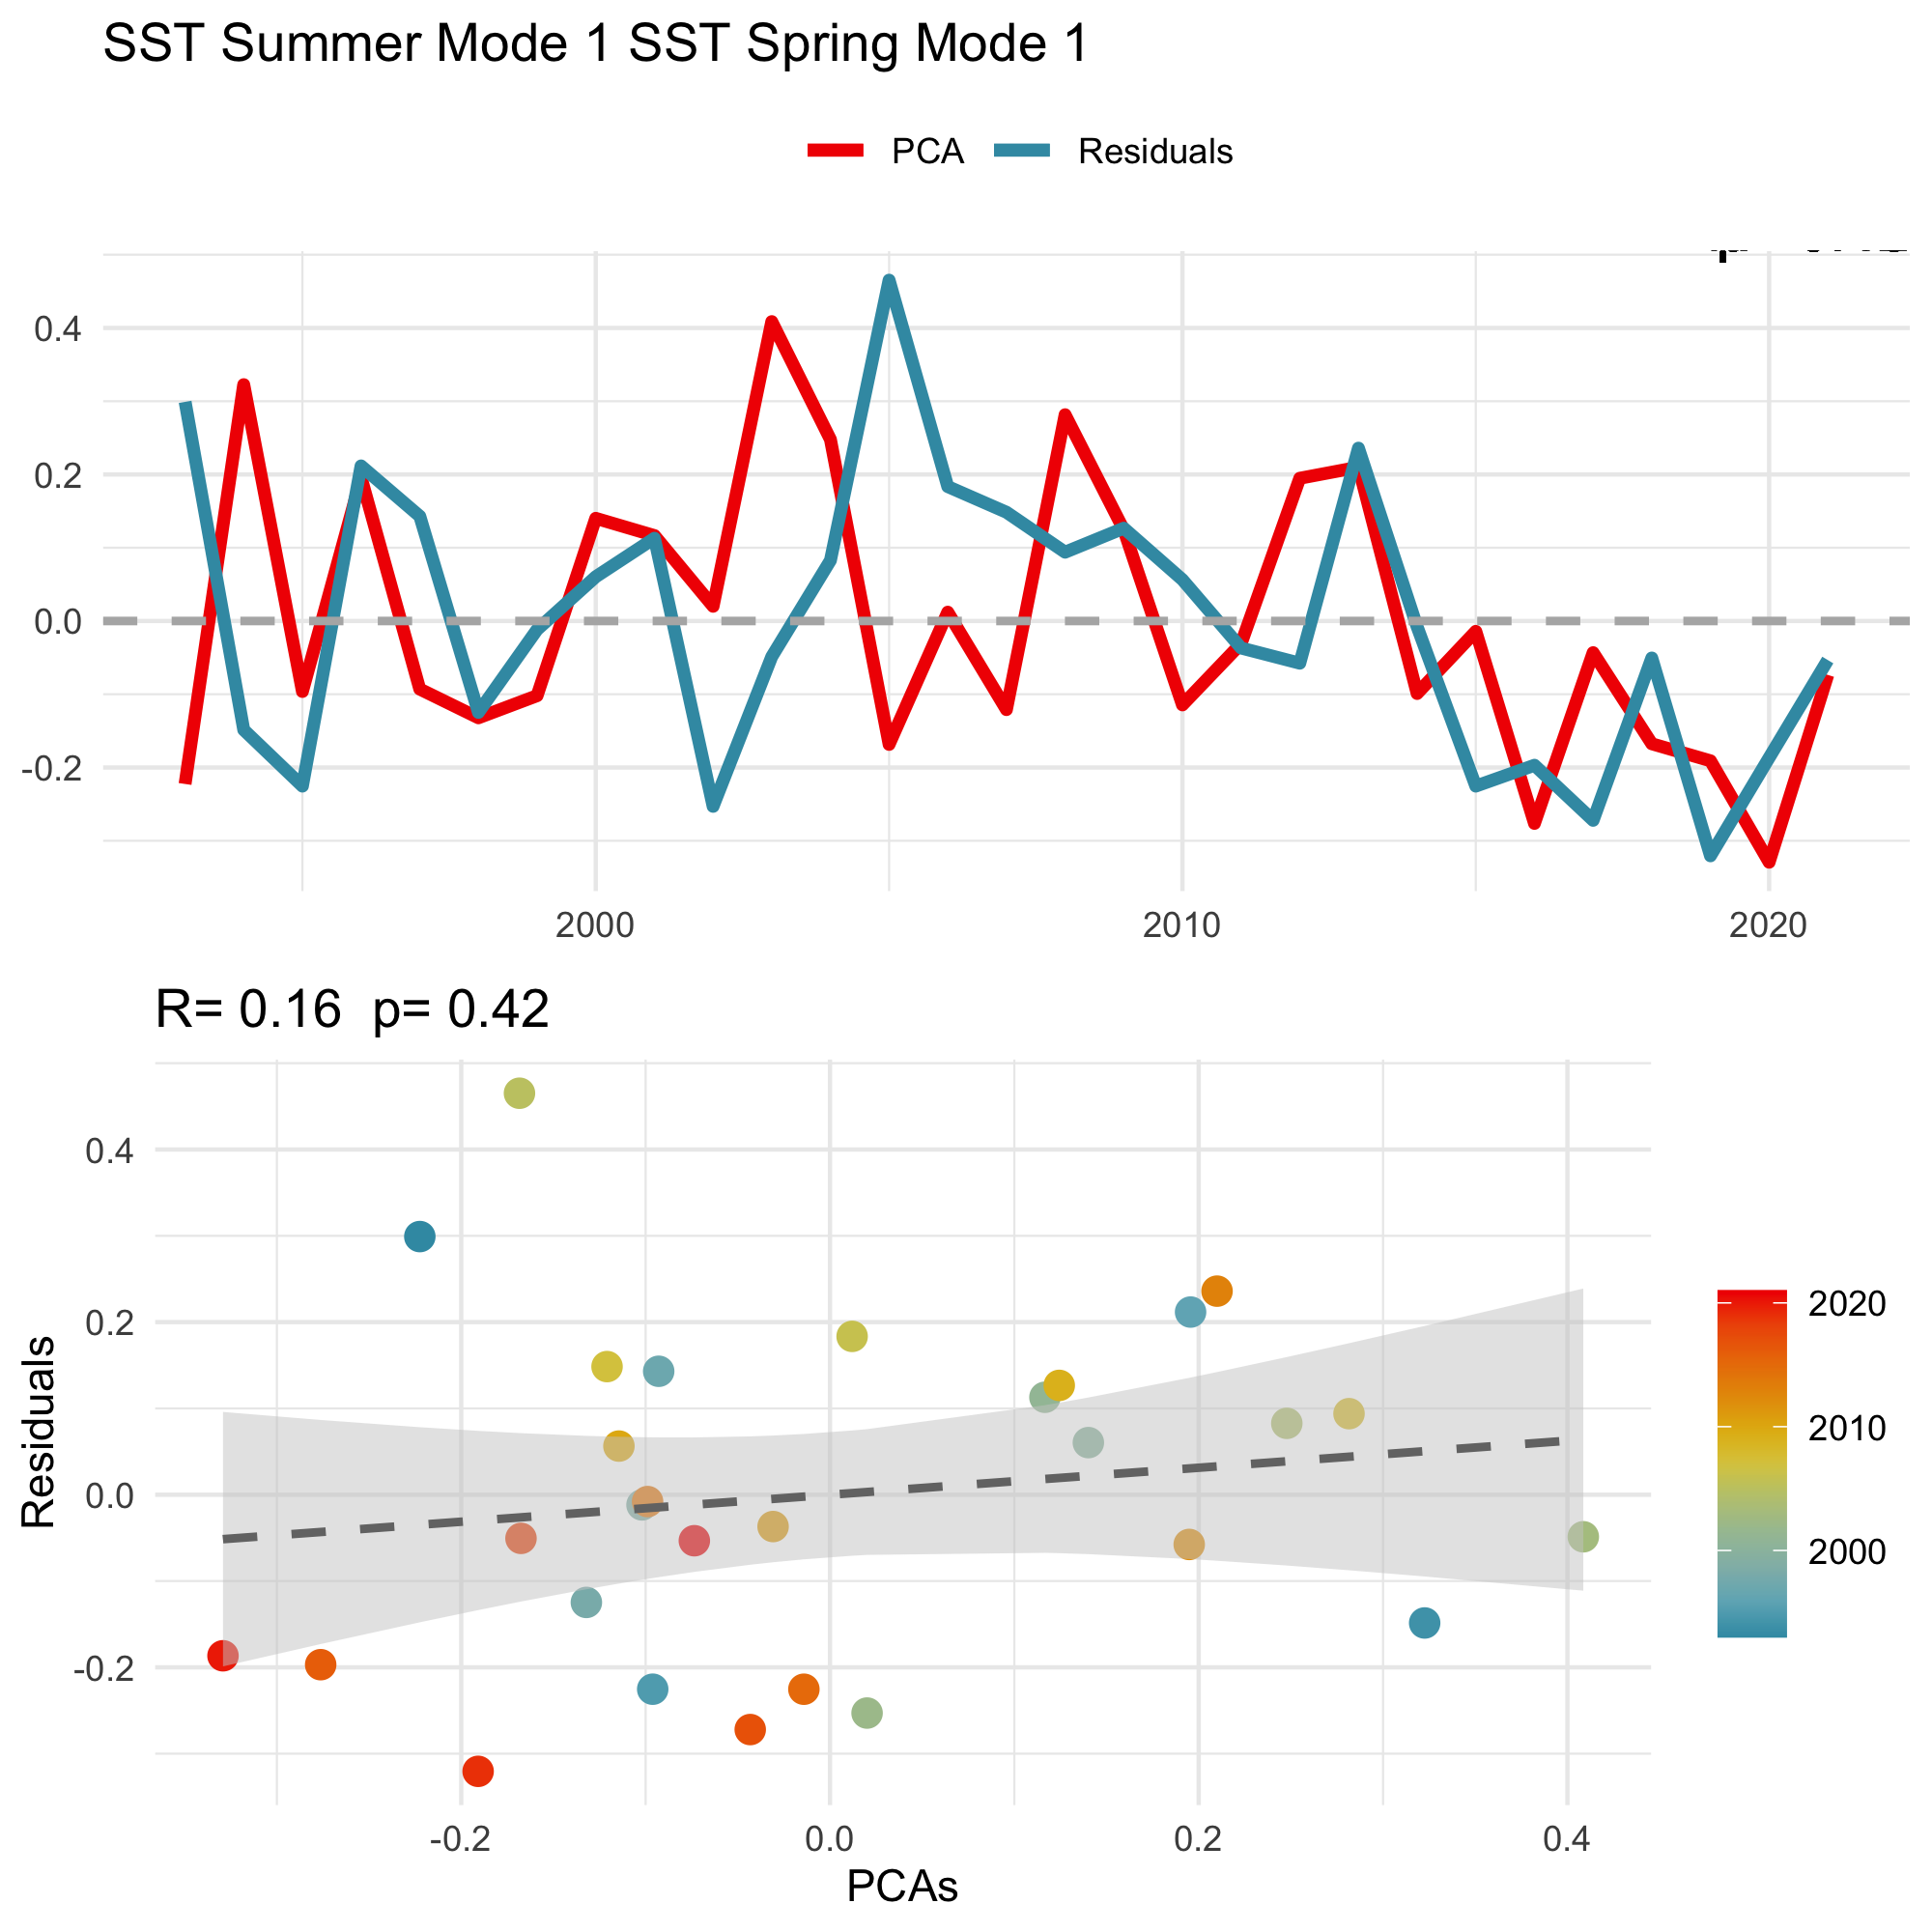 SST Summer Mode 1 SST Spring Mode 1
PCA Residuals
0.4
0.2
0.0
-0.2
2000 2010 2020
R= 0.16 p= 0.42
Residuals
0.4
0.2
0.0
-0.2
-0.2 0.0 0.2 0.4
PCAs
2020
2010
2000